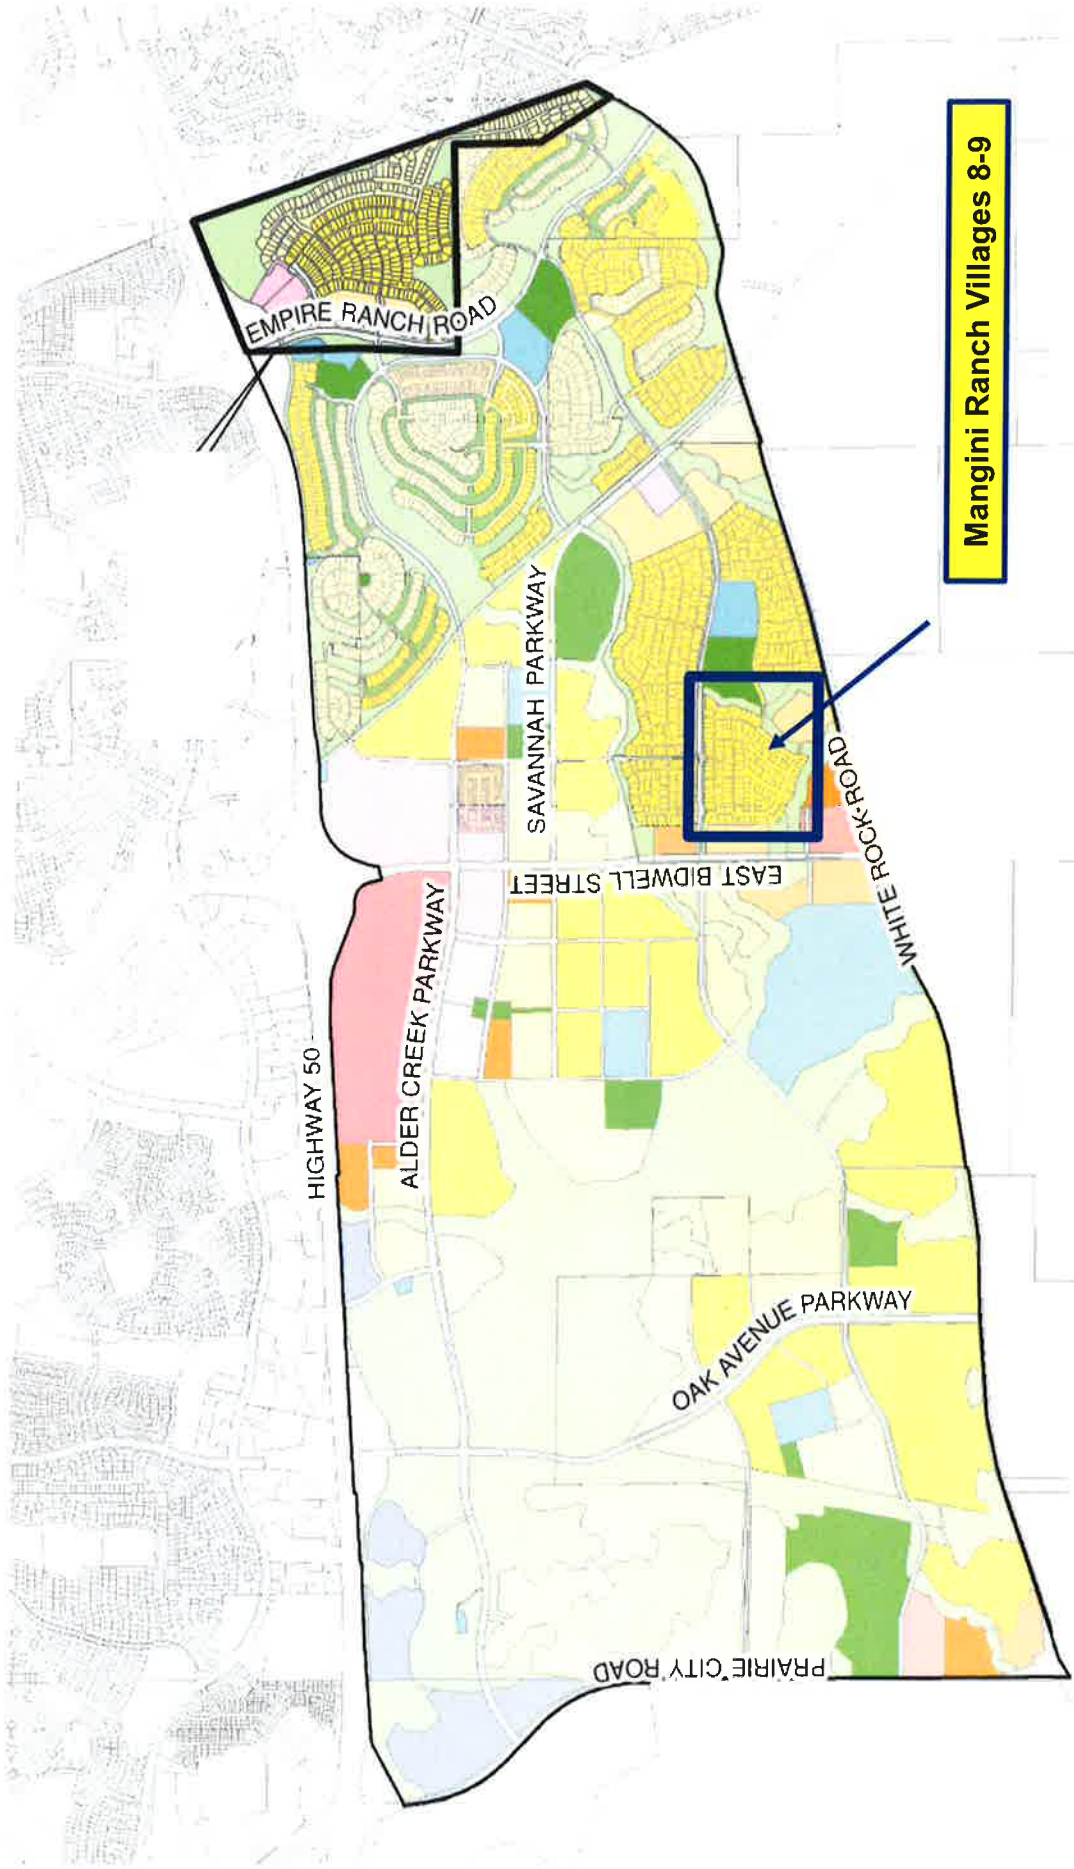 HIGHWAY 50
ALDER CREEK PARKWAY
SAVANNAH PARKWAY
EMPIRE RANCH ROAD
EAST BIDWELL STREET
WHITE ROCK ROAD
OAK AVENUE PARKWAY
PRAIRIE CITY ROAD
Mangini Ranch Villages 8-9